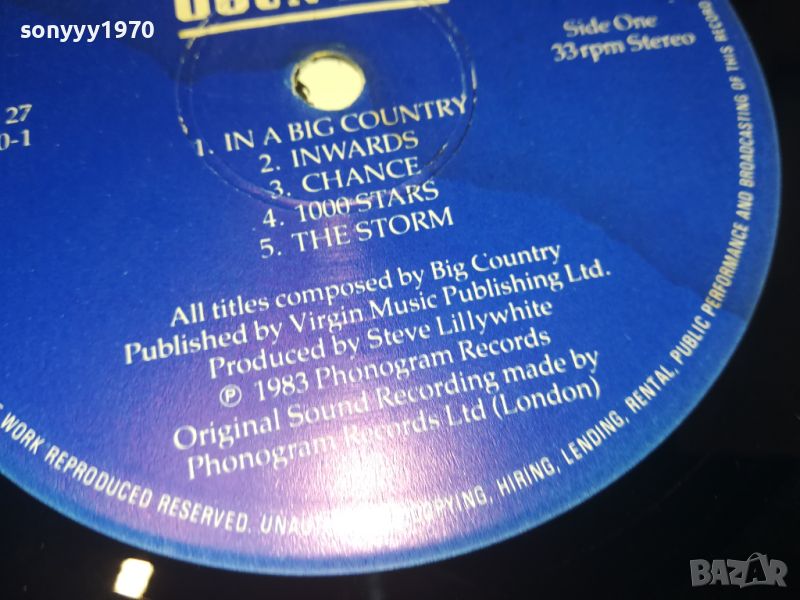 sonyyy1970
Side One
33 rpm Stereo
27
0-1
1. IN A BIG COUNTRY
2. INWARDS
3. CHANCE
4. 1000 STARS
5. THE STORM
All titles composed by Big Country
Published by Virgin Music Publishing Ltd.
Produced by Steve Lillywhite
Ⓟ 1983 Phonogram Records
Original Sound Recording made by
Phonogram Records Ltd (London)
WORK REPRODUCED RESERVED. COPYING, HIRING, LENDING, RENTAL, PUBLIC PERFORMANCE AND BROADCASTING OF THIS RECORD
BAZAR